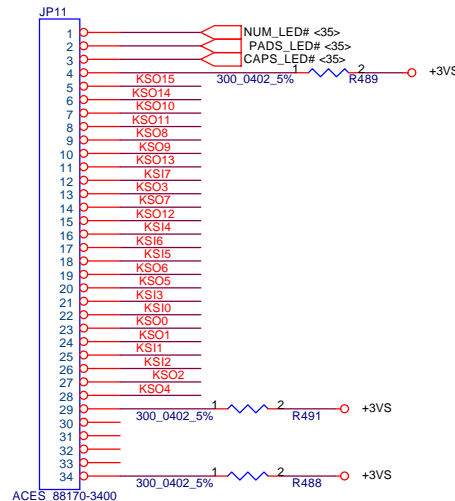 JP11
1 NUM_LED# <35>
2 PADS_LED# <35>
3 CAPS_LED# <35>
4 300_0402_5% 1 2 R489 +3VS
5 KSO15
6 KSO14
7 KSO10
8 KSO11
9 KSO8
10 KSO9
11 KSO13
12 KSI7
13 KSO3
14 KSO7
15 KSO12
16 KSI4
17 KSI6
18 KSI5
19 KSO6
20 KSO5
21 KSI3
22 KSI0
23 KSO0
24 KSO1
25 KSI1
26 KSI2
27 KSO2
28 KSO4
29 300_0402_5% 1 2 R491 +3VS
30
31
32
33
34 300_0402_5% 1 2 R488 +3VS
ACES_88170-3400